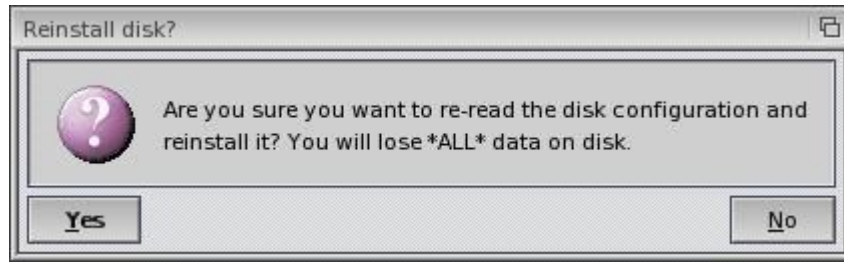 Reinstall disk?
Are you sure you want to re-read the disk configuration and
reinstall it? You will lose *ALL* data on disk.
Yes
No